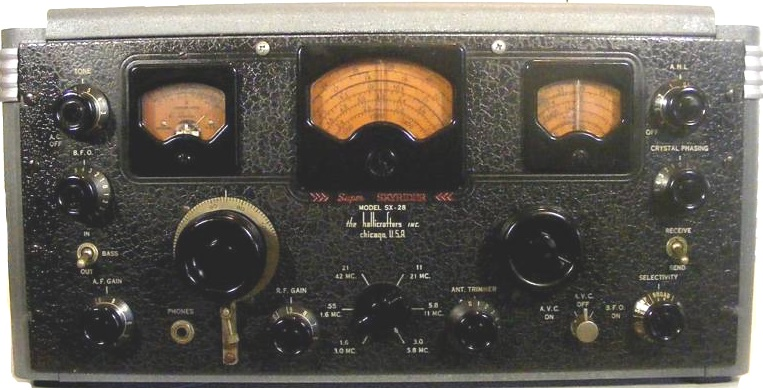 TONE
A.C.
OFF
B.F.O.
IN
BASS
OUT
A.F. GAIN
PHONES
R.F. GAIN
Super SKYRIDER
MODEL SX-28
the hallicrafters INC.
chicago, U.S.A.
21
42 MC.
11
21 MC.
.55
1.6 MC.
5.8
11 MC.
1.6
3.0 MC.
3.0
5.8 MC.
ANT. TRIMMER
A.N.L.
OFF
CRYSTAL PHASING
RECEIVE
SEND
SELECTIVITY
A.V.C.
OFF
A.V.C.
ON
B.F.O.
ON